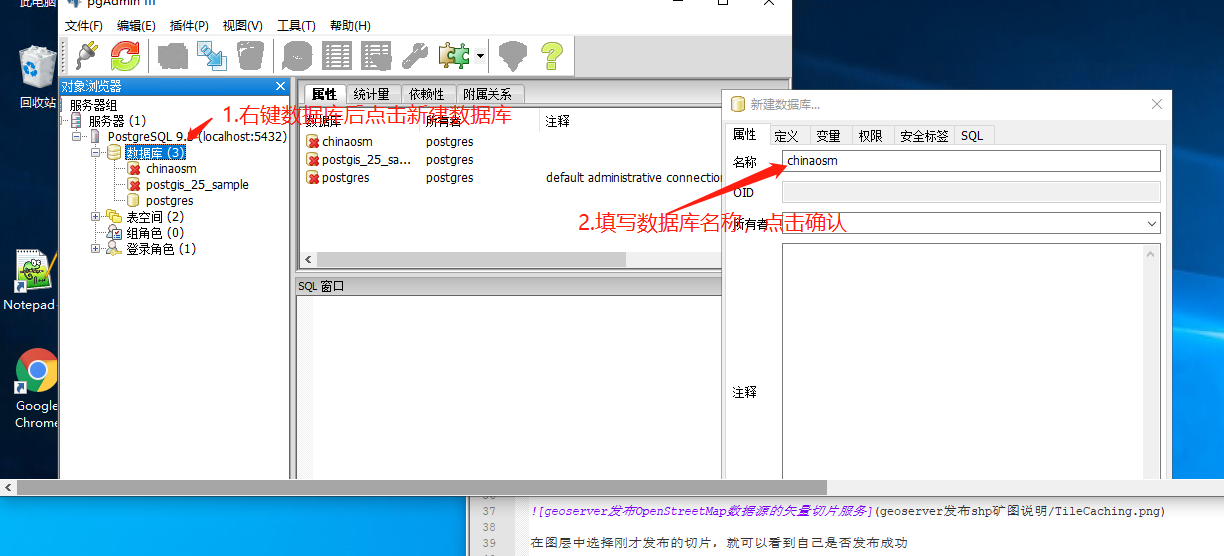 此电脑
pgAdmin III
文件(F) 编辑(E) 插件(P) 视图(V) 工具(T) 帮助(H)
回收站
对象浏览器
服务器组
服务器 (1)
PostgreSQL 9. (localhost:5432)
数据库 (3)
chinaosm
postgis_25_sample
postgres
表空间 (2)
组角色 (0)
登录角色 (1)
1.右键数据库后点击新建数据库
属性 统计量 依赖性 附属关系
数据库 所有者 注释
chinaosm postgres
postgis_25_sa... postgres
postgres postgres default administrative connection
SQL 窗口
新建数据库...
属性 定义 变量 权限 安全标签 SQL
名称 chinaosm
OID
2.填写数据库名称，点击确认
所有者
注释
Notepad
Google
Chrome
37 ![geoserver发布OpenStreetMap数据源的矢量切片服务](geoserver发布shp矿图说明/TileCaching.png)
38
39 在图层中选择刚才发布的切片，就可以看到自己是否发布成功